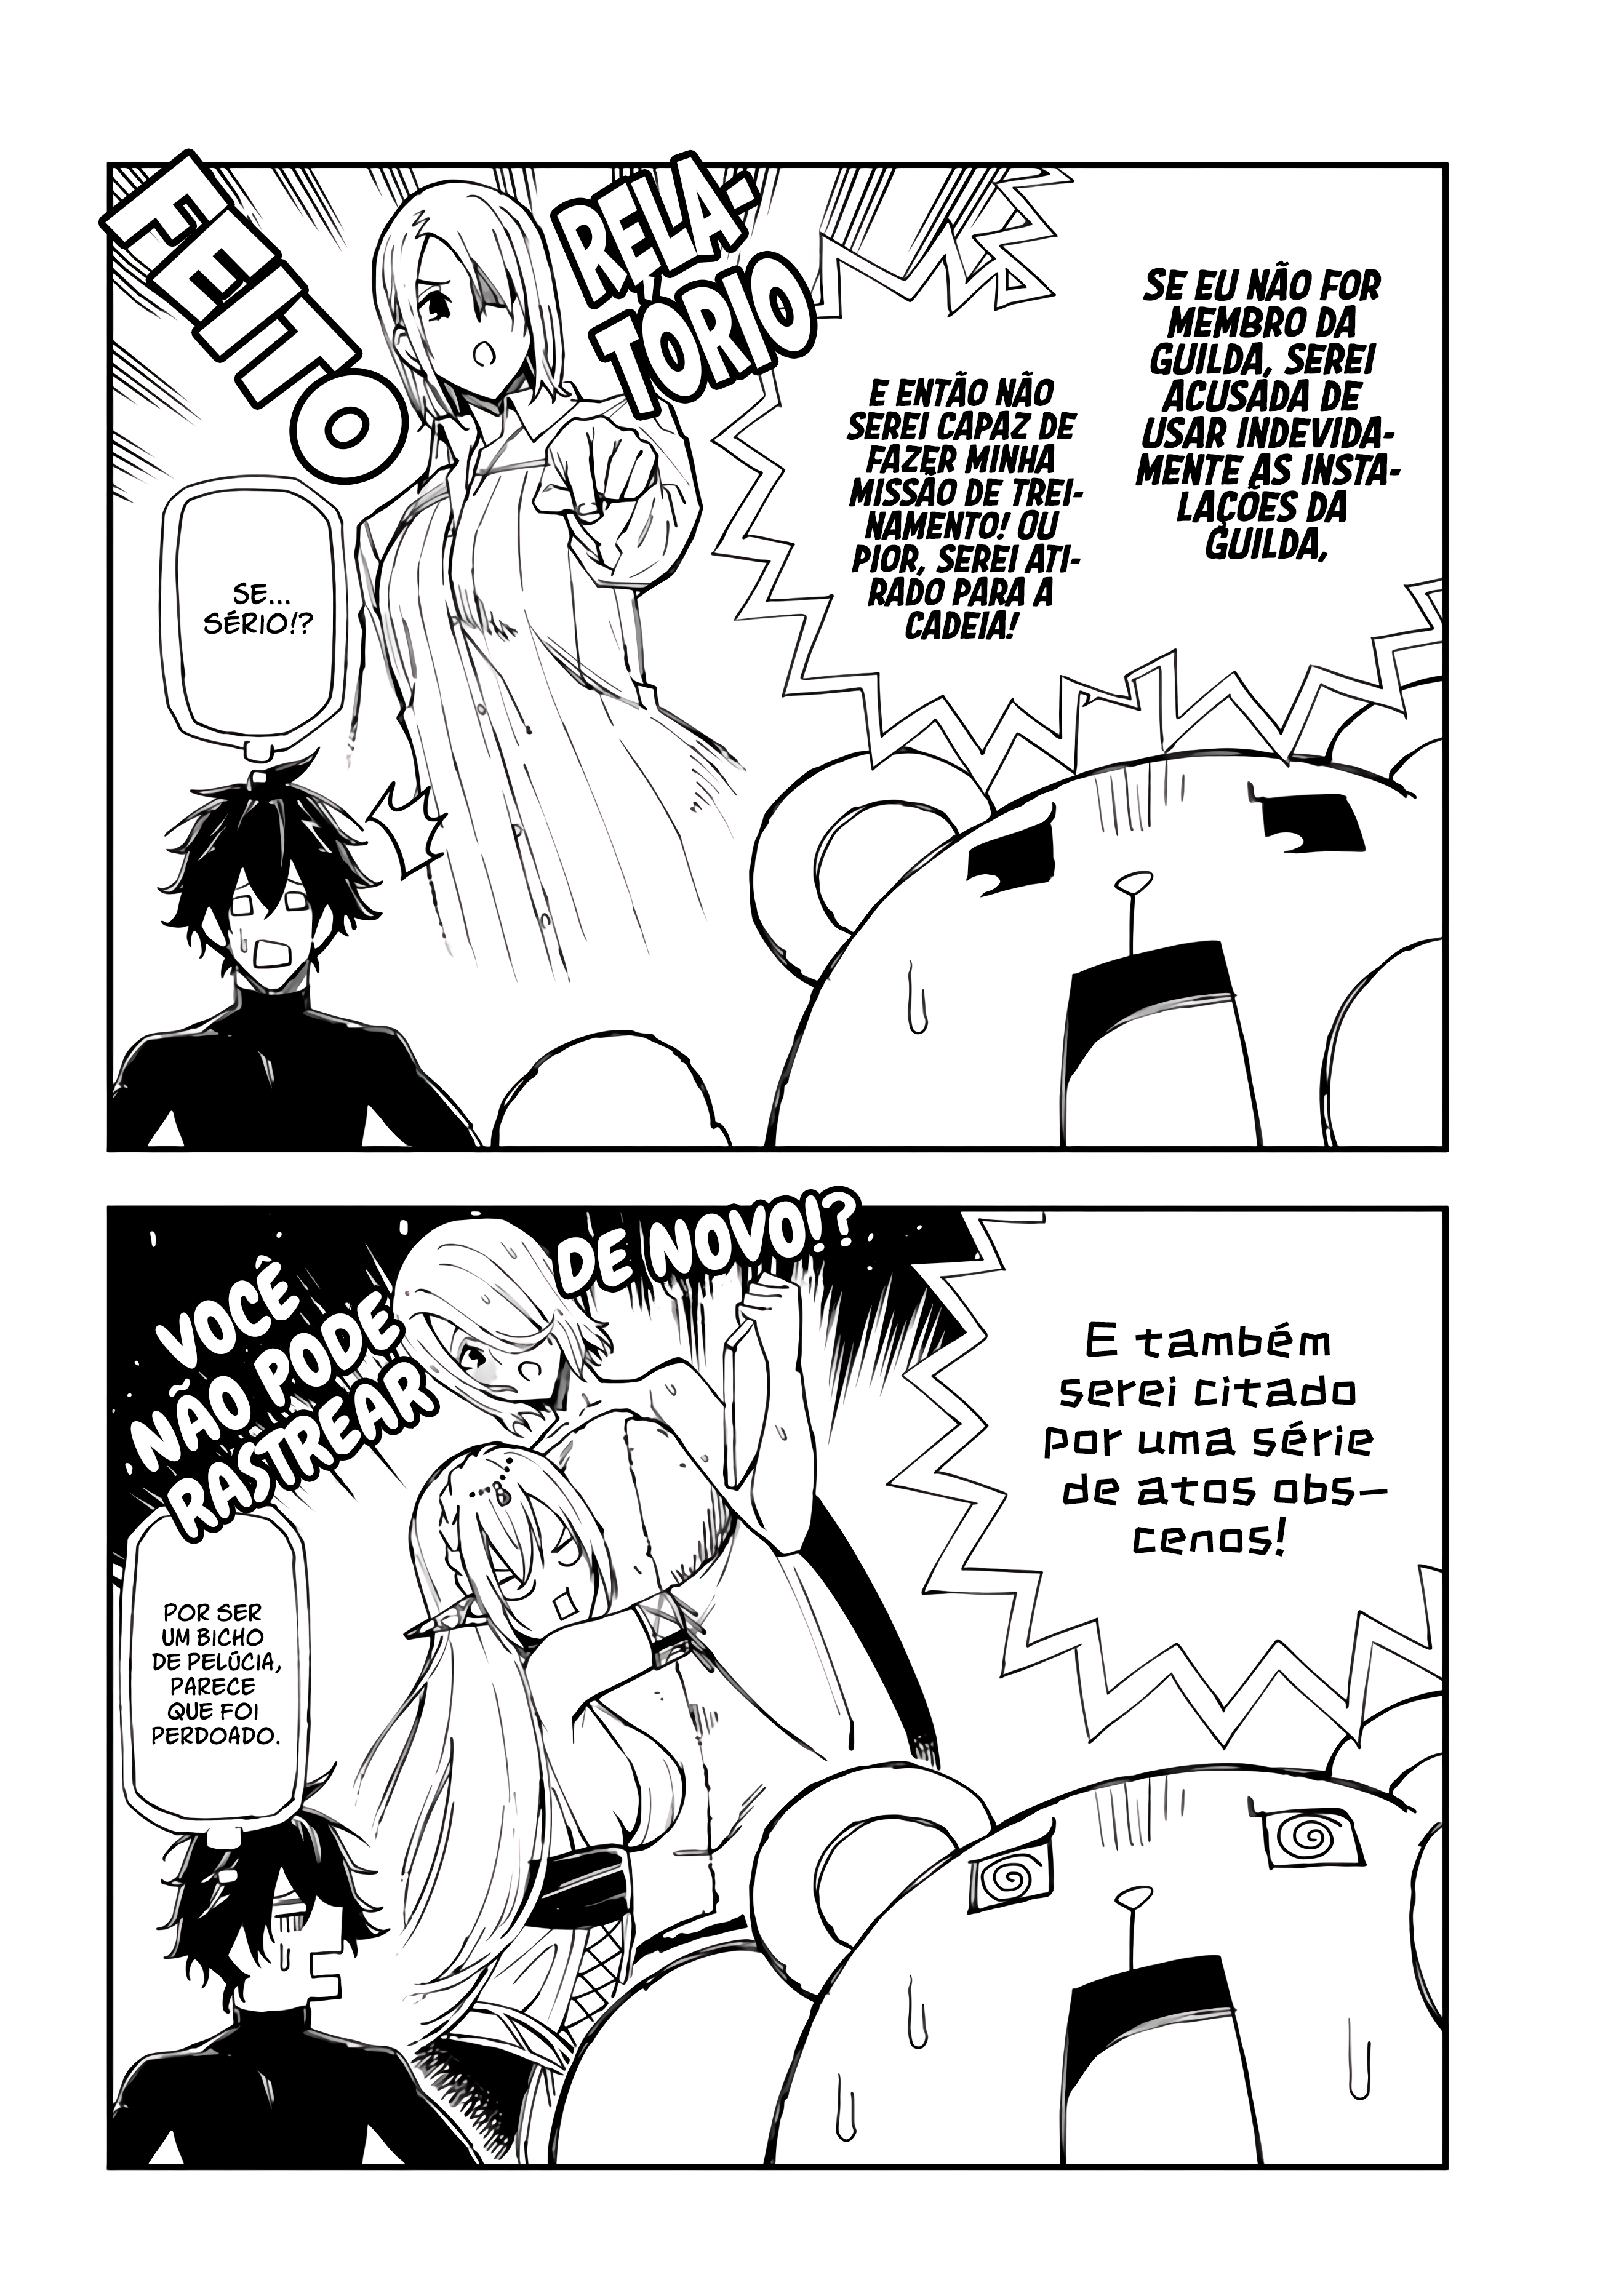 SE EU NÃO FOR
MEMBRO DA
GUILDA, SEREI
ACUSADA DE
USAR INDEVIDA-
MENTE AS INSTA-
LAÇÕES DA
GUILDA,
E ENTÃO NÃO
SEREI CAPAZ DE
FAZER MINHA
MISSÃO DE TREI-
NAMENTO! OU
PIOR, SEREI ATI-
RADO PARA A
CADEIA!
RELA-
TÓRIO
FEITO
SE...
SÉRIO!?
E também
serei citado
por uma série
de atos obs-
cenos!
DE NOVO!?
VOCÊ
NÃO PODE
RASTREAR
POR SER
UM BICHO
DE PELÚCIA,
PARECE
QUE FOI
PERDOADO.